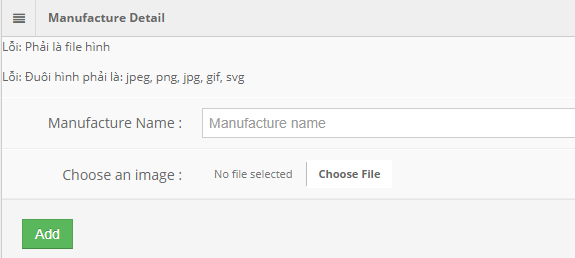 Manufacture Detail
Lỗi: Phải là file hình
Lỗi: Đuôi hình phải là: jpeg, png, jpg, gif, svg
Manufacture Name : Manufacture name
Choose an image : No file selected Choose File
Add